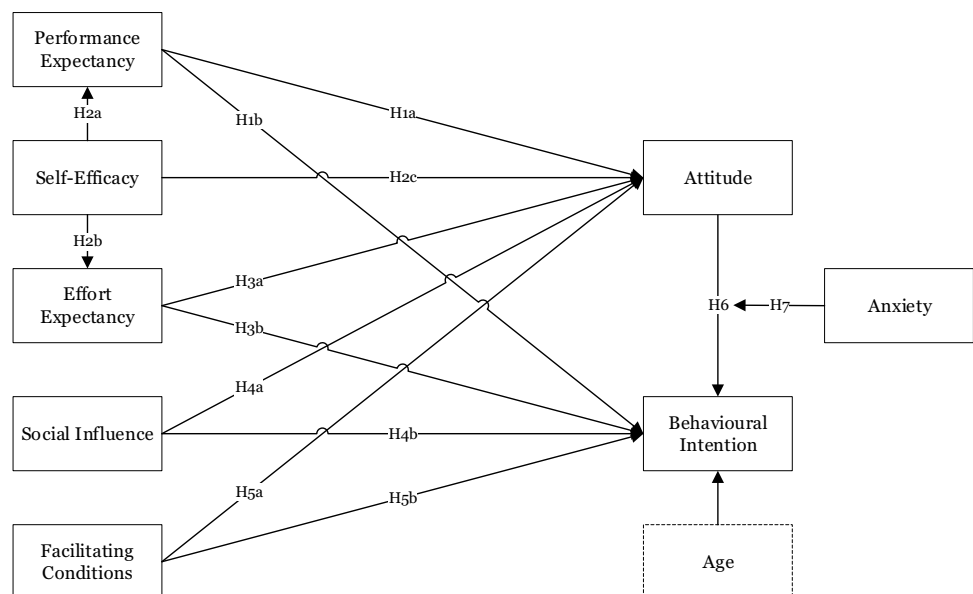 Performance
Expectancy
H2a
H1b
H1a
Self-Efficacy
H2c
Attitude
H2b
Effort
Expectancy
H3a
H3b
H6
H7
Anxiety
Social Influence
H4a
H4b
Behavioural
Intention
H5a
H5b
Facilitating
Conditions
Age